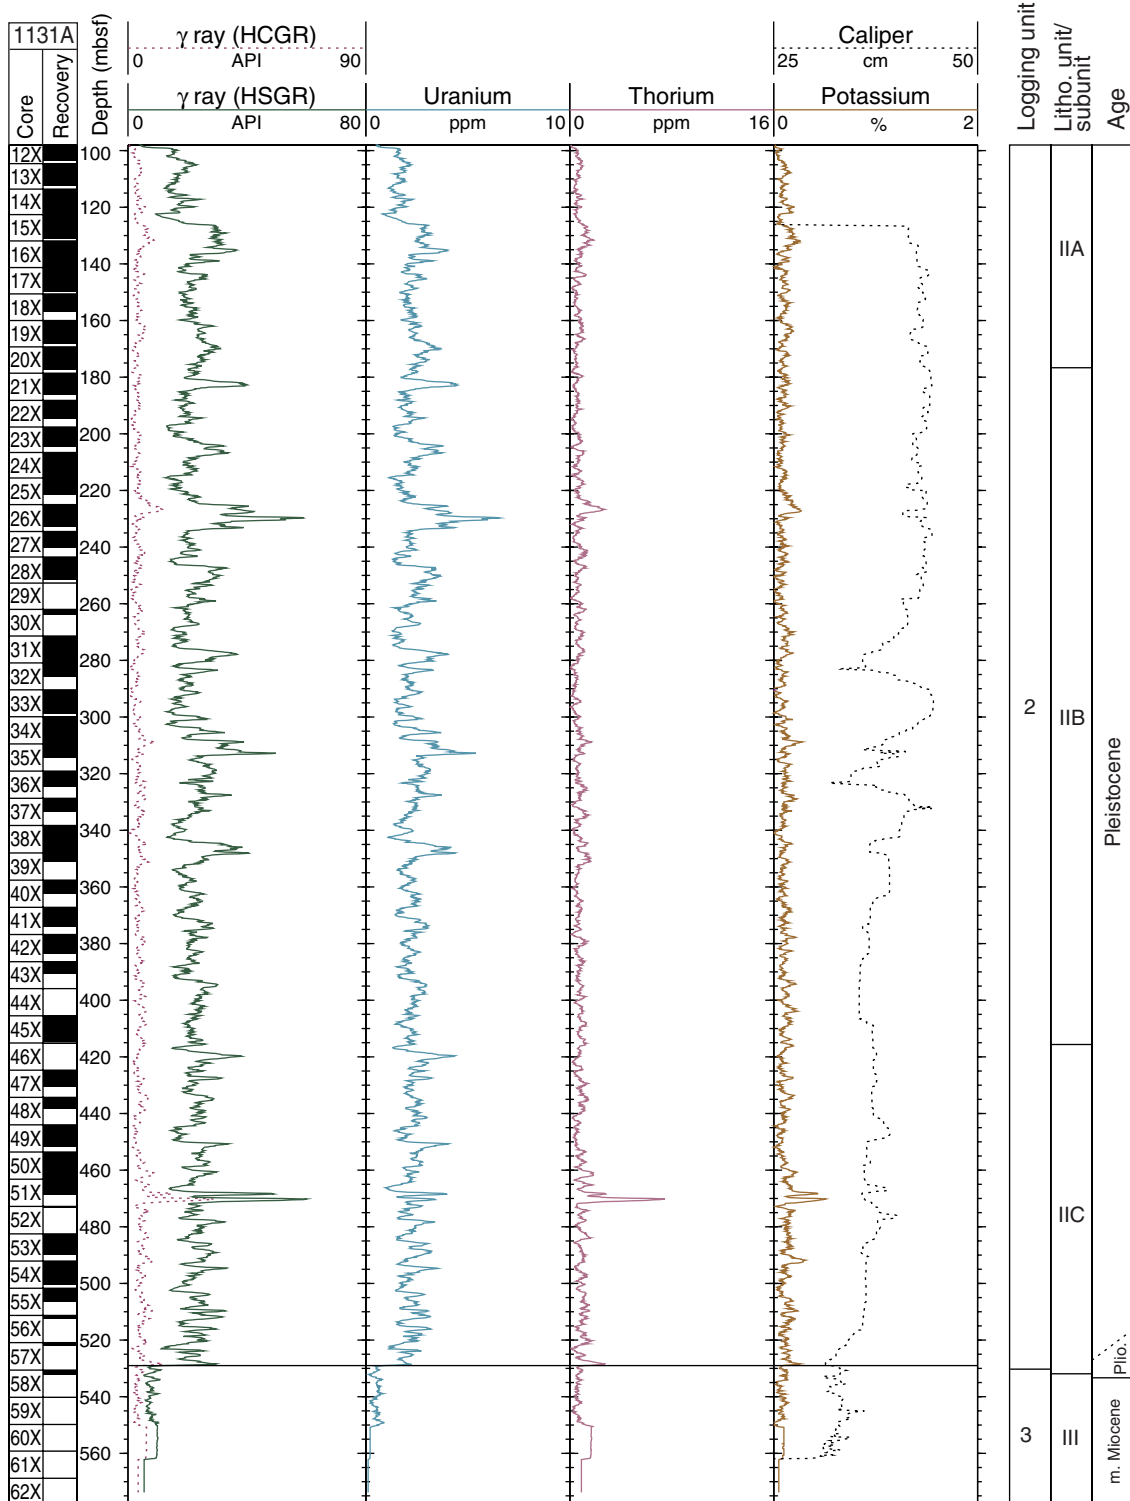 1131A
Core
Recovery
Depth (mbsf)
γ ray (HCGR)
0 API 90
γ ray (HSGR)
0 API 80
Uranium
ppm 10
Thorium
0 ppm 16
Caliper
25 cm 50
Potassium
0 % 2
Logging unit
Litho. unit/
subunit
Age
12X
13X
14X
15X
16X
17X
18X
19X
20X
21X
22X
23X
24X
25X
26X
27X
28X
29X
30X
31X
32X
33X
34X
35X
36X
37X
38X
39X
40X
41X
42X
43X
44X
45X
46X
47X
48X
49X
50X
51X
52X
53X
54X
55X
56X
57X
58X
59X
60X
61X
62X
100
120
140
160
180
200
220
240
260
280
300
320
340
360
380
400
420
440
460
480
500
520
540
560
2
3
IIA
IIB
IIC
III
Pleistocene
Plio.
m. Miocene